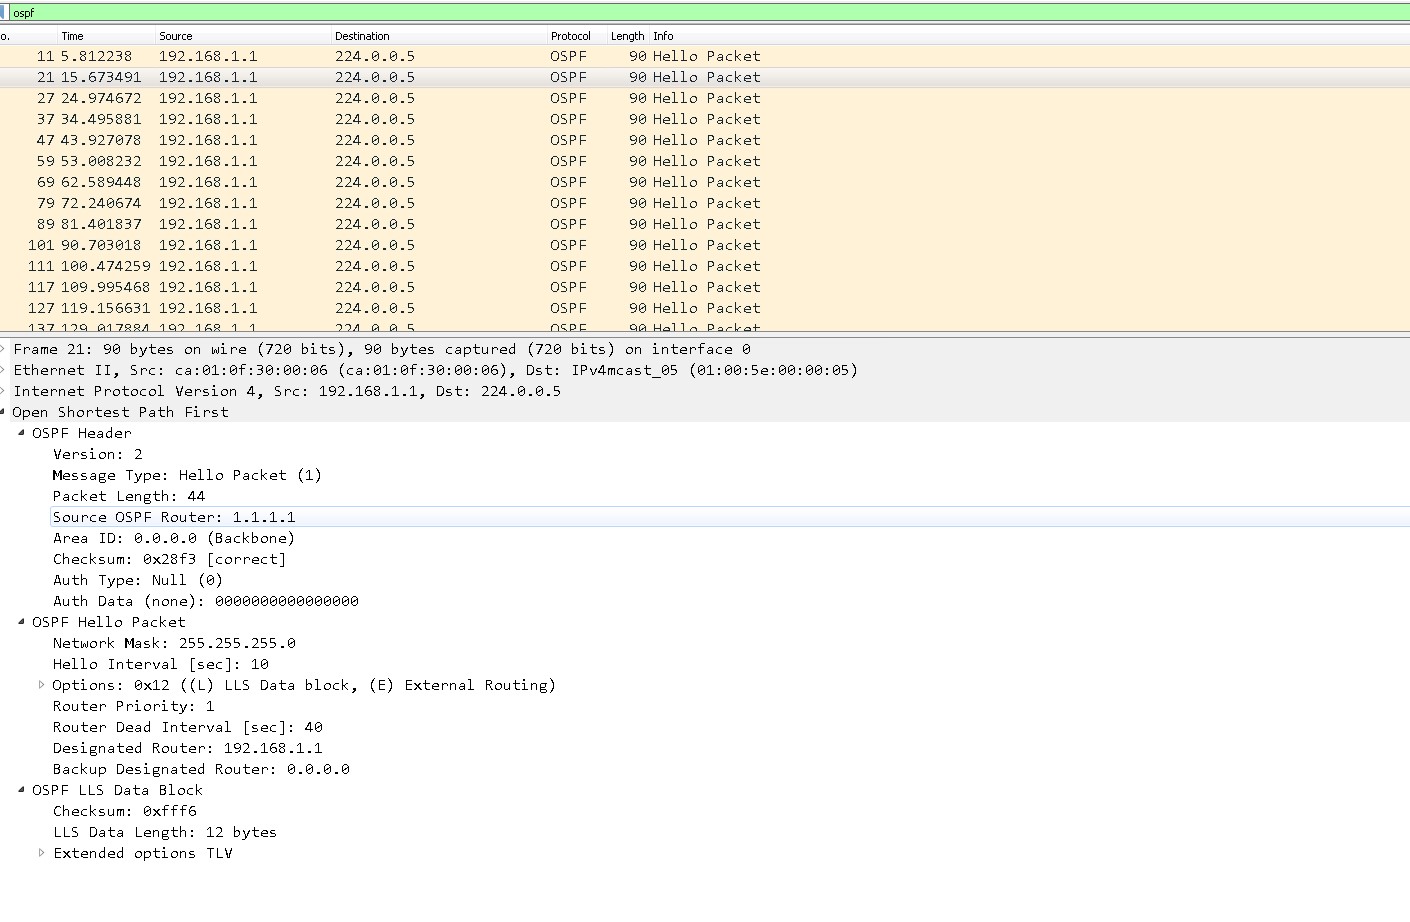 ospf
o. Time Source Destination Protocol Length Info
11 5.812238 192.168.1.1 224.0.0.5 OSPF 90 Hello Packet
21 15.673491 192.168.1.1 224.0.0.5 OSPF 90 Hello Packet
27 24.974672 192.168.1.1 224.0.0.5 OSPF 90 Hello Packet
37 34.495881 192.168.1.1 224.0.0.5 OSPF 90 Hello Packet
47 43.927078 192.168.1.1 224.0.0.5 OSPF 90 Hello Packet
59 53.008232 192.168.1.1 224.0.0.5 OSPF 90 Hello Packet
69 62.589448 192.168.1.1 224.0.0.5 OSPF 90 Hello Packet
79 72.240674 192.168.1.1 224.0.0.5 OSPF 90 Hello Packet
89 81.401837 192.168.1.1 224.0.0.5 OSPF 90 Hello Packet
101 90.703018 192.168.1.1 224.0.0.5 OSPF 90 Hello Packet
111 100.474259 192.168.1.1 224.0.0.5 OSPF 90 Hello Packet
117 109.995468 192.168.1.1 224.0.0.5 OSPF 90 Hello Packet
127 119.156631 192.168.1.1 224.0.0.5 OSPF 90 Hello Packet
137 129.017884 192.168.1.1 224.0.0.5 OSPF 90 Hello Packet
Frame 21: 90 bytes on wire (720 bits), 90 bytes captured (720 bits) on interface 0
Ethernet II, Src: ca:01:0f:30:00:06 (ca:01:0f:30:00:06), Dst: IPv4mcast_05 (01:00:5e:00:00:05)
Internet Protocol Version 4, Src: 192.168.1.1, Dst: 224.0.0.5
Open Shortest Path First
OSPF Header
Version: 2
Message Type: Hello Packet (1)
Packet Length: 44
Source OSPF Router: 1.1.1.1
Area ID: 0.0.0.0 (Backbone)
Checksum: 0x28f3 [correct]
Auth Type: Null (0)
Auth Data (none): 0000000000000000
OSPF Hello Packet
Network Mask: 255.255.255.0
Hello Interval [sec]: 10
Options: 0x12 ((L) LLS Data block, (E) External Routing)
Router Priority: 1
Router Dead Interval [sec]: 40
Designated Router: 192.168.1.1
Backup Designated Router: 0.0.0.0
OSPF LLS Data Block
Checksum: 0xfff6
LLS Data Length: 12 bytes
Extended options TLV